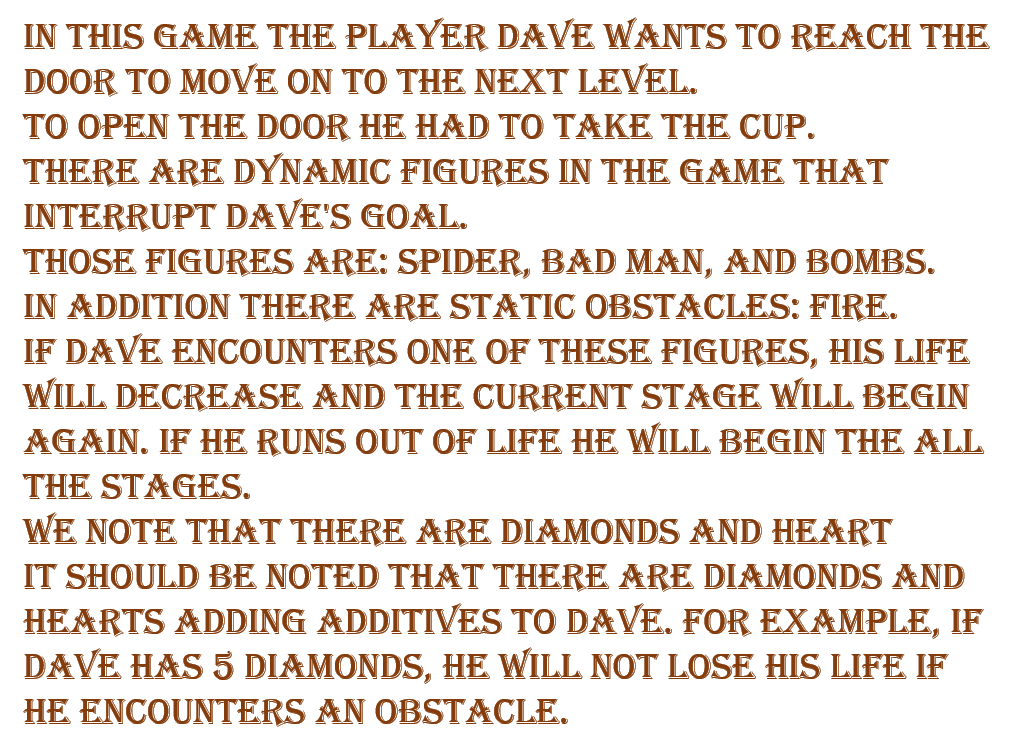 IN THIS GAME THE PLAYER DAVE WANTS TO REACH THE
DOOR TO MOVE ON TO THE NEXT LEVEL.
TO OPEN THE DOOR HE HAD TO TAKE THE CUP.
THERE ARE DYNAMIC FIGURES IN THE GAME THAT
INTERRUPT DAVE'S GOAL.
THOSE FIGURES ARE: SPIDER, BAD MAN, AND BOMBS.
IN ADDITION THERE ARE STATIC OBSTACLES: FIRE.
IF DAVE ENCOUNTERS ONE OF THESE FIGURES, HIS LIFE
WILL DECREASE AND THE CURRENT STAGE WILL BEGIN
AGAIN. IF HE RUNS OUT OF LIFE HE WILL BEGIN THE ALL
THE STAGES.
WE NOTE THAT THERE ARE DIAMONDS AND HEART
IT SHOULD BE NOTED THAT THERE ARE DIAMONDS AND
HEARTS ADDING ADDITIVES TO DAVE. FOR EXAMPLE, IF
DAVE HAS 5 DIAMONDS, HE WILL NOT LOSE HIS LIFE IF
HE ENCOUNTERS AN OBSTACLE.